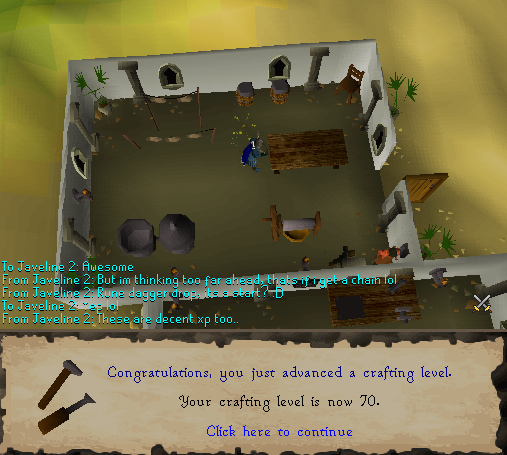 To Javeline 2: Awesome
From Javeline 2: But im thinking too far ahead, thats if i get a chain lol
From Javeline 2: Rune dagger drop, its a start? :D
To Javeline 2: Yep lol
From Javeline 2: These are decent xp too..
Congratulations, you just advanced a crafting level.
Your crafting level is now 70.
Click here to continue